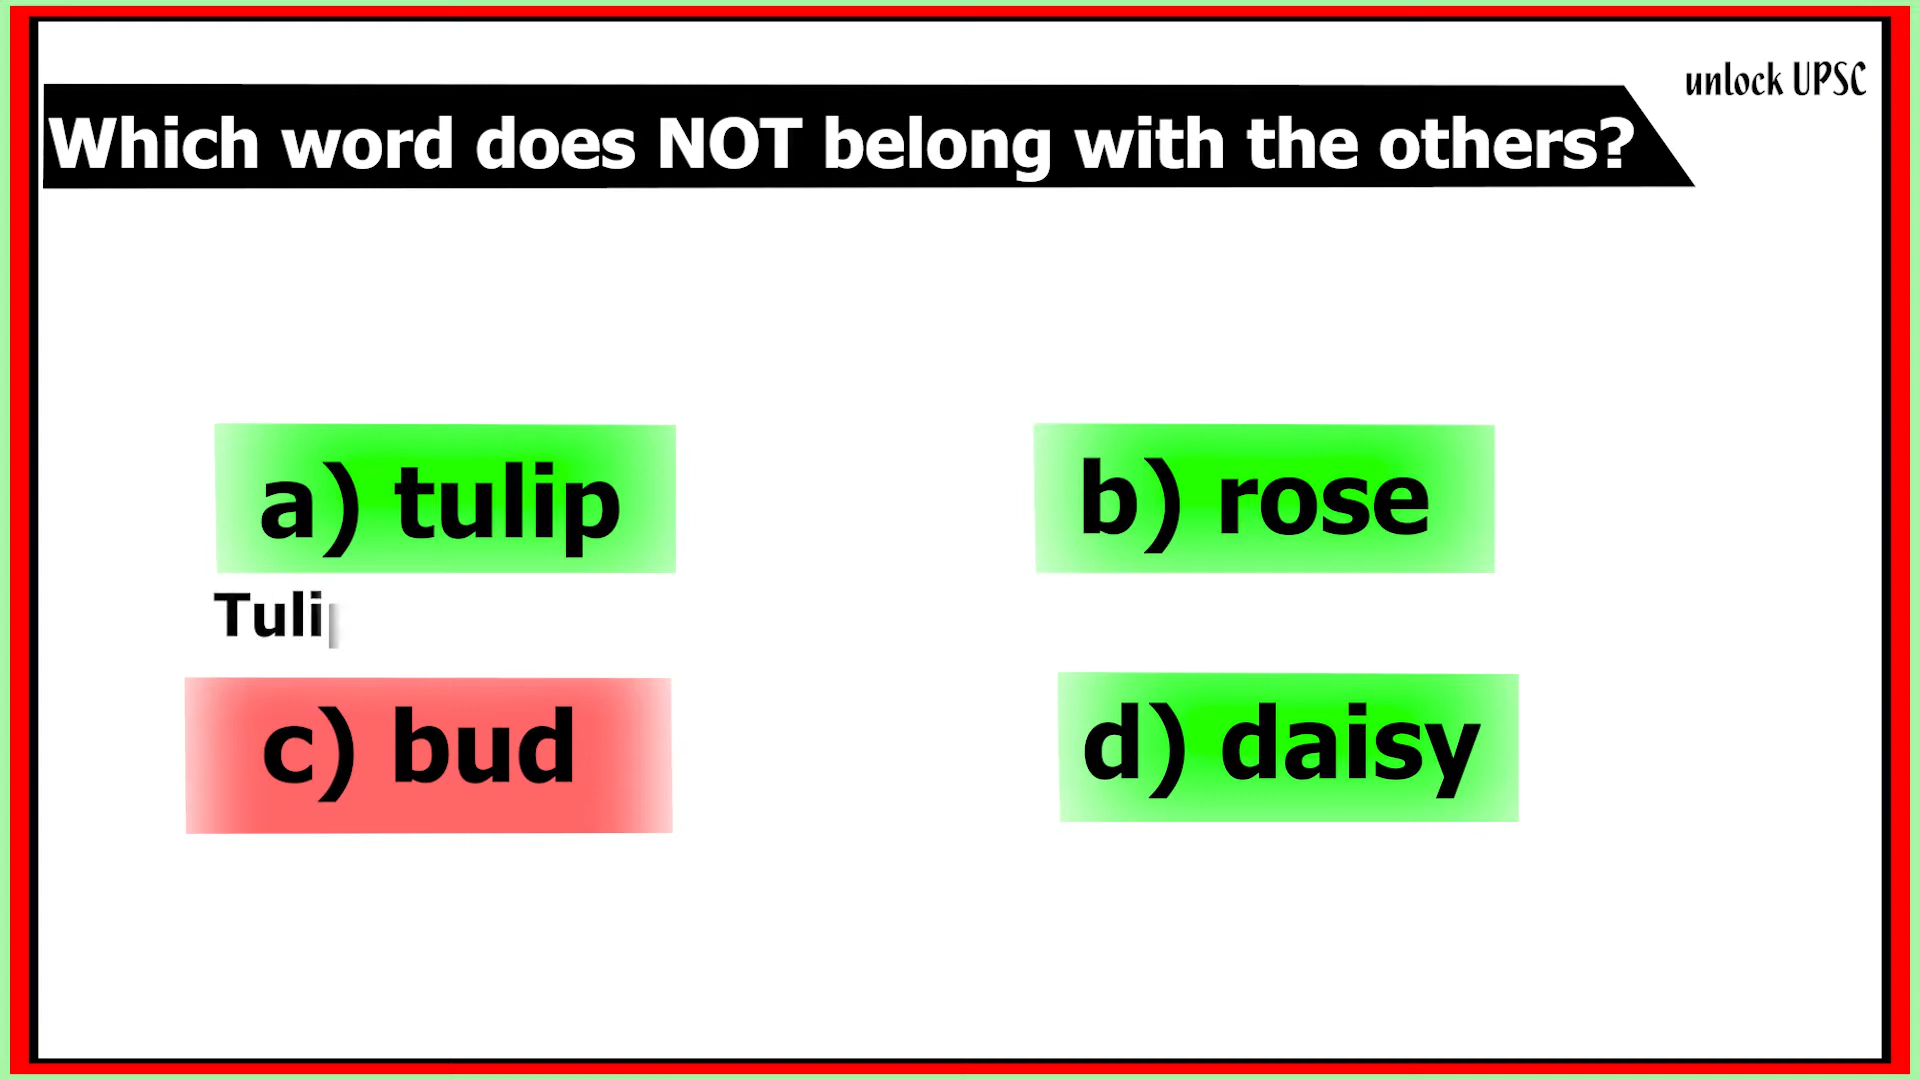 unlock UPSC
Which word does NOT belong with the others?
a) tulip
b) rose
Tuli
c) bud
d) daisy